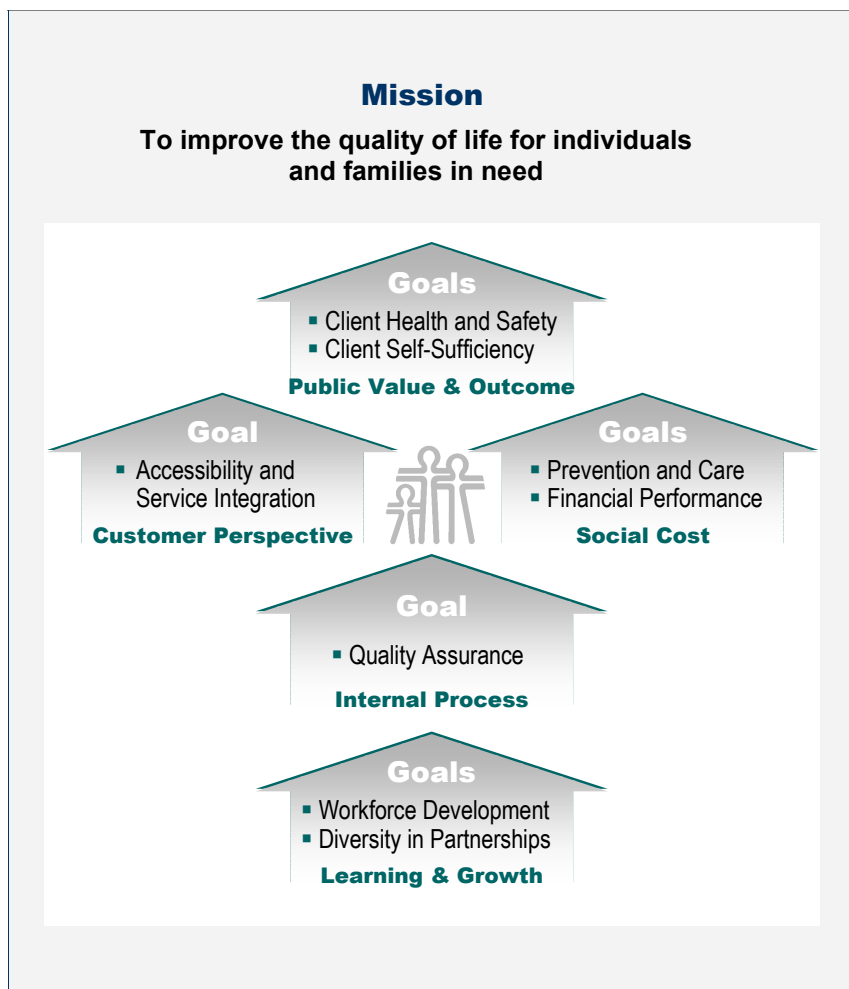 Mission
To improve the quality of life for individuals
and families in need
Goals
▪ Client Health and Safety
▪ Client Self-Sufficiency
Public Value & Outcome
Goal
▪ Accessibility and
Service Integration
Customer Perspective
Goals
▪ Prevention and Care
▪ Financial Performance
Social Cost
Goal
▪ Quality Assurance
Internal Process
Goals
▪ Workforce Development
▪ Diversity in Partnerships
Learning & Growth